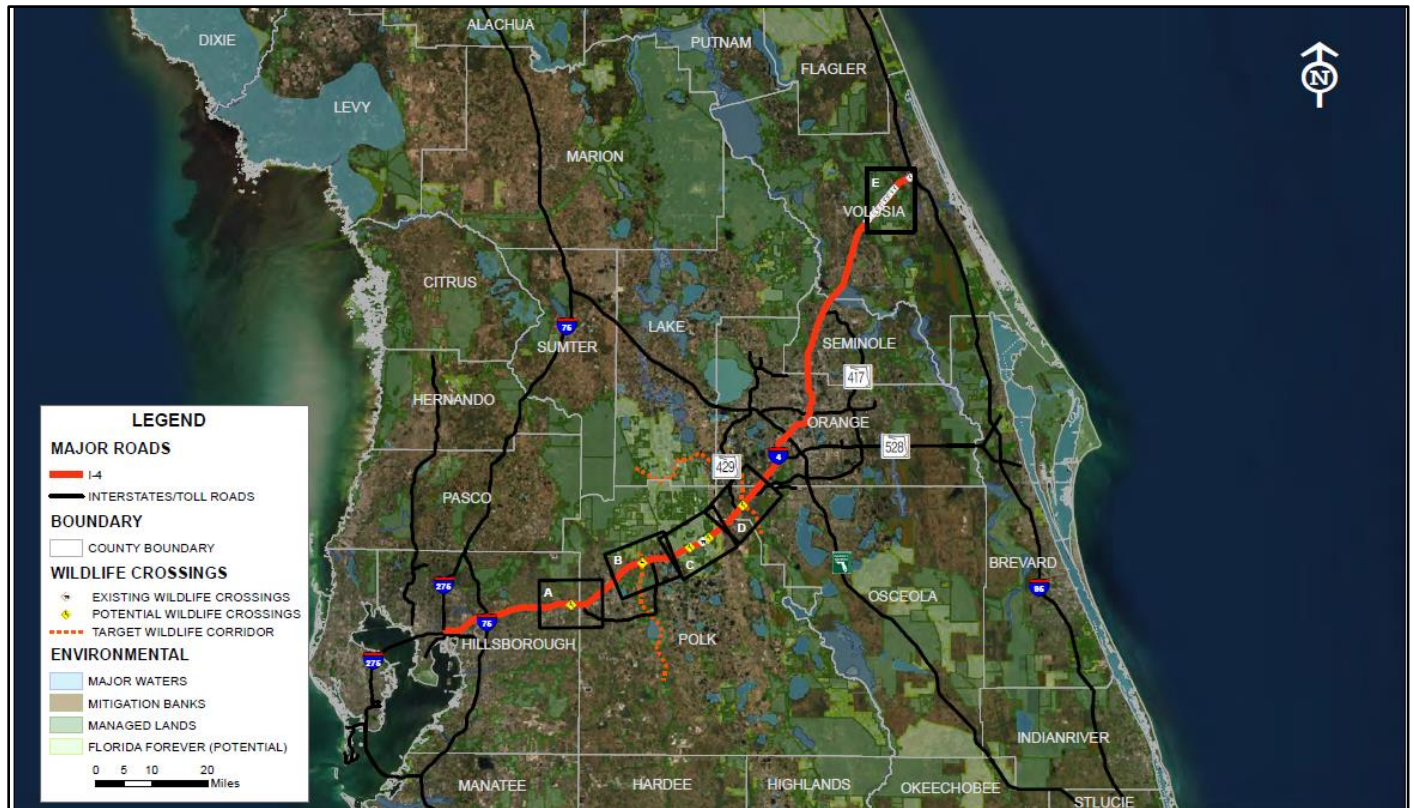 DIXIE
ALACHUA
PUTNAM
FLAGLER
N
LEVY
MARION
E
VOLUSIA
CITRUS
LAKE
75
SUMTER
SEMINOLE
417
HERNANDO
ORANGE
528
4
429
PASCO
D
BREVARD
B
C
OSCEOLA
95
275
A
75
HILLSBOROUGH
POLK
275
INDIANRIVER
MANATEE
HARDEE
HIGHLANDS
OKEECHOBEE
STLUCIE
LEGEND
MAJOR ROADS
I-4
INTERSTATES/TOLL ROADS
BOUNDARY
COUNTY BOUNDARY
WILDLIFE CROSSINGS
EXISTING WILDLIFE CROSSINGS
POTENTIAL WILDLIFE CROSSINGS
TARGET WILDLIFE CORRIDOR
ENVIRONMENTAL
MAJOR WATERS
MITIGATION BANKS
MANAGED LANDS
FLORIDA FOREVER (POTENTIAL)
0 5 10 20
Miles